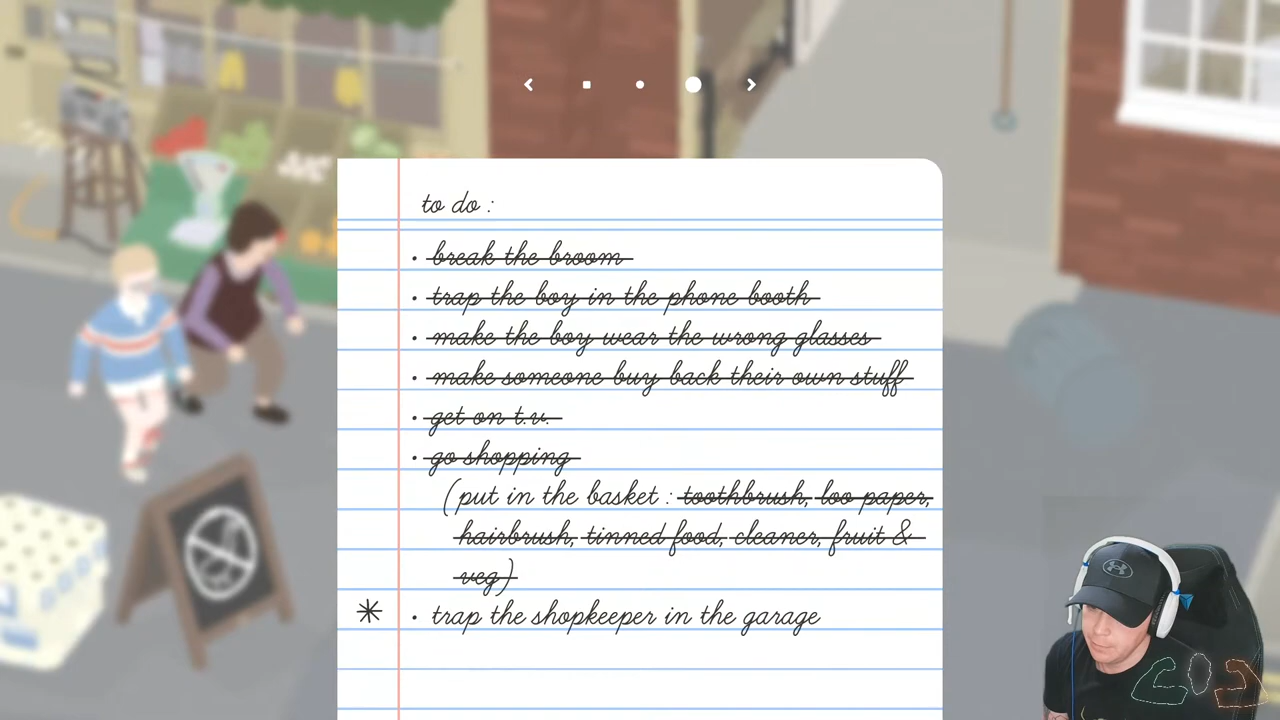 to do :
• break the broom
• trap the boy in the phone booth
• make the boy wear the wrong glasses
• make someone buy back their own stuff
• get on t.v.
• go shopping
(put in the basket : toothbrush, loo paper,
hairbrush, tinned food, cleaner, fruit &
veg)
* • trap the shopkeeper in the garage